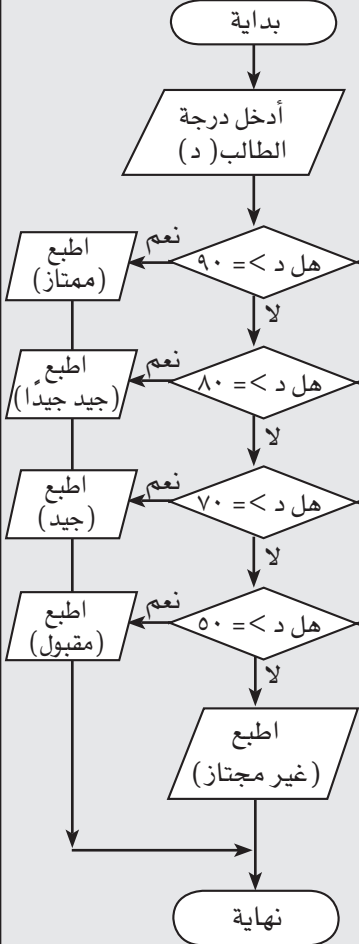 بداية
أدخل درجة
الطالب( د )
هل د >= ٩٠
نعم
اطبع
(ممتاز)
لا
هل د >= ٨٠
نعم
اطبع
(جيد جيدًا)
لا
هل د >= ٧٠
نعم
اطبع
(جيد)
لا
هل د >= ٥٠
نعم
اطبع
(مقبول)
لا
اطبع
(غير مجتاز)
نهاية